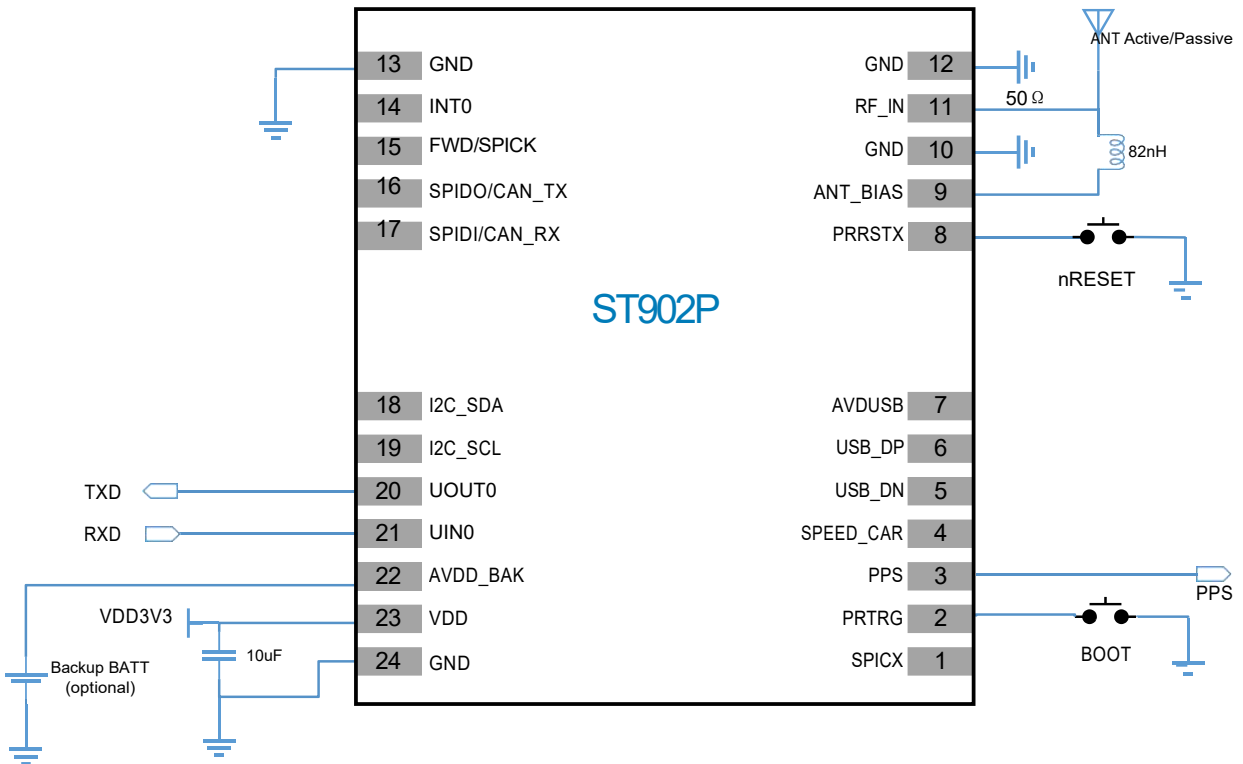 ANT Active/Passive
13 GND
GND 12
14 INT0
RF_IN 11
50 Ω
15 FWD/SPICK
GND 10
82nH
16 SPIDO/CAN_TX
ANT_BIAS 9
17 SPIDI/CAN_RX
PRRSTX 8
nRESET
ST902P
18 I2C_SDA
AVDUSB 7
19 I2C_SCL
USB_DP 6
TXD
20 UOUT0
USB_DN 5
RXD
21 UIN0
SPEED_CAR 4
22 AVDD_BAK
PPS 3
PPS
VDD3V3
23 VDD
PRTRG 2
BOOT
10uF
24 GND
SPICX 1
Backup BATT
(optional)